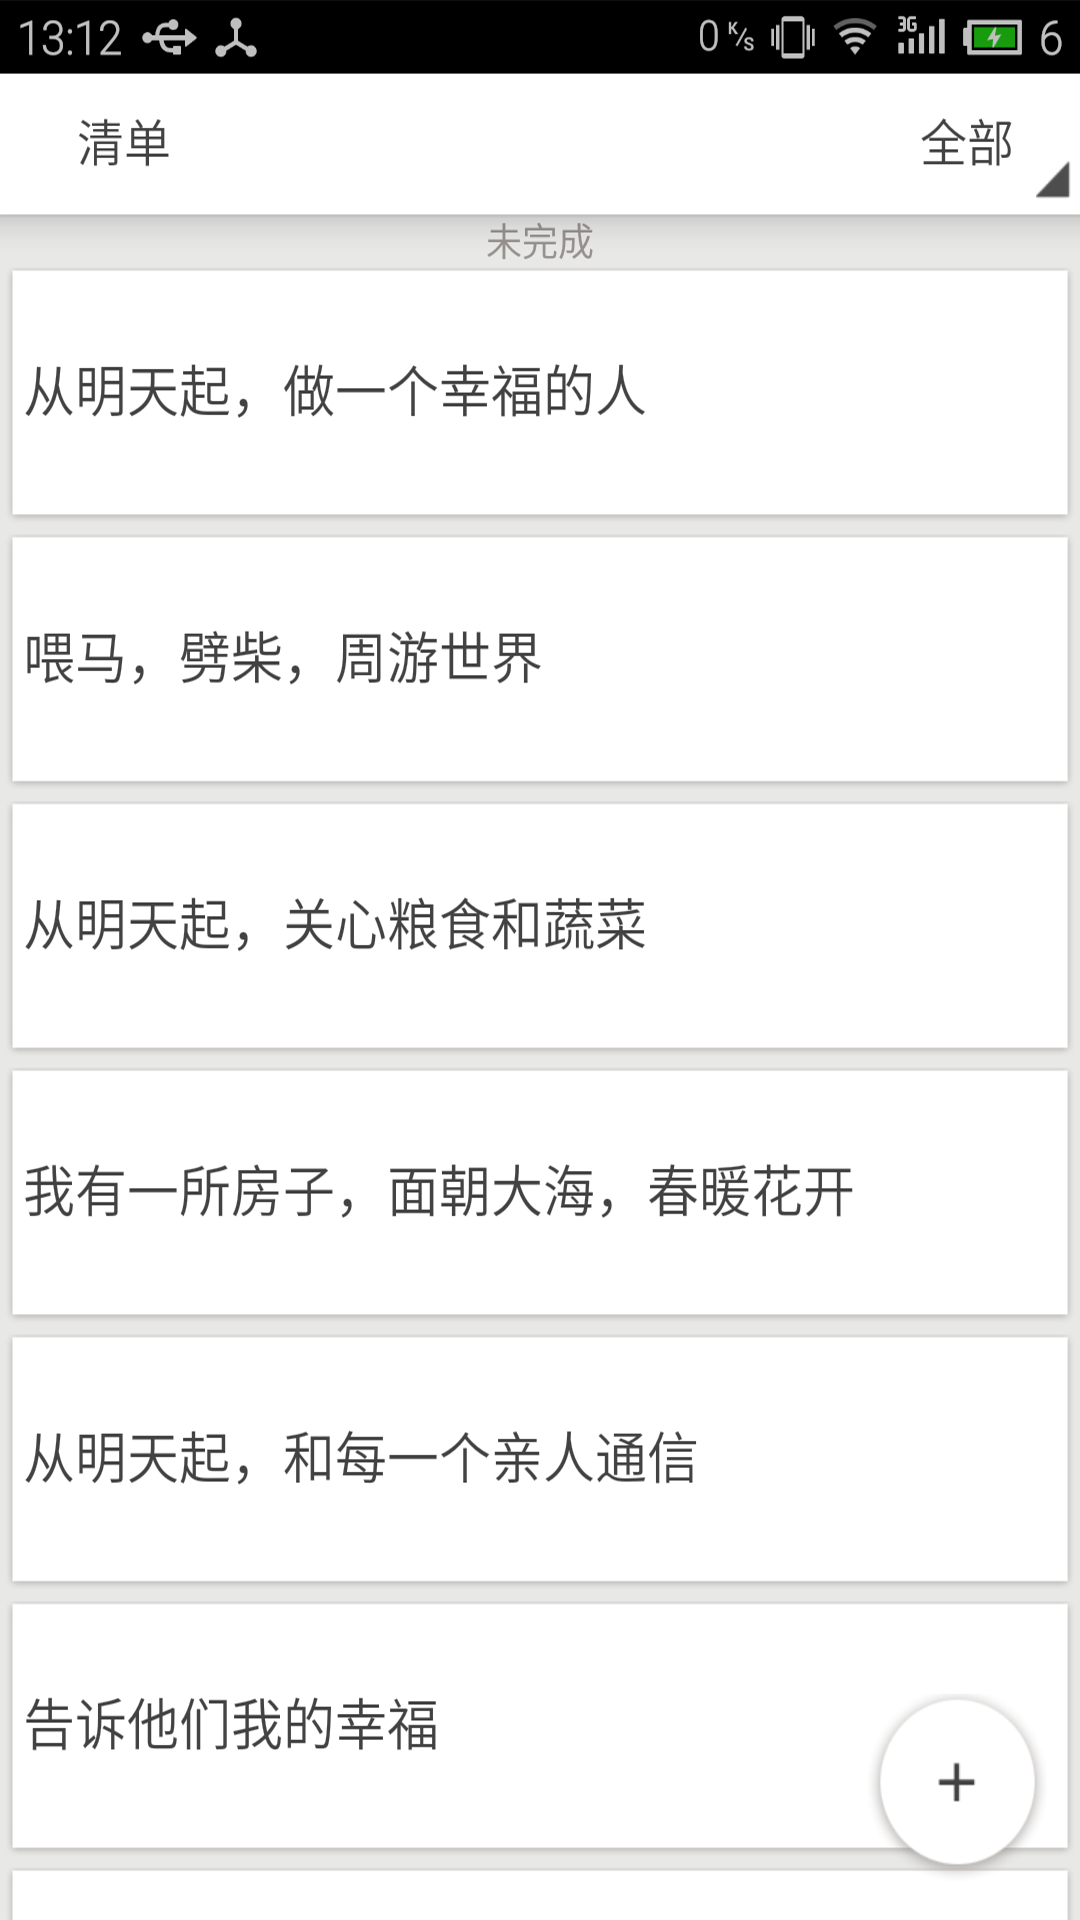 13:12 0 K/s 3G 6
清单 全部
未完成
从明天起，做一个幸福的人
喂马，劈柴，周游世界
从明天起，关心粮食和蔬菜
我有一所房子，面朝大海，春暖花开
从明天起，和每一个亲人通信
告诉他们我的幸福
+